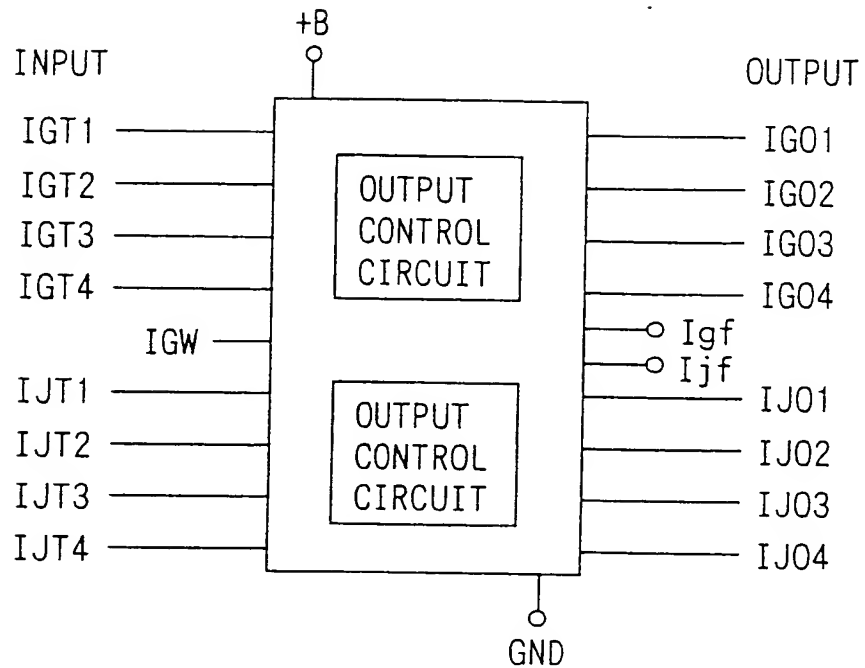 +B
INPUT
OUTPUT
IGT1
IGT2
IGT3
IGT4
IGW
IJT1
IJT2
IJT3
IJT4
OUTPUT
CONTROL
CIRCUIT
OUTPUT
CONTROL
CIRCUIT
IGO1
IGO2
IGO3
IGO4
Igf
Ijf
IJO1
IJO2
IJO3
IJO4
GND